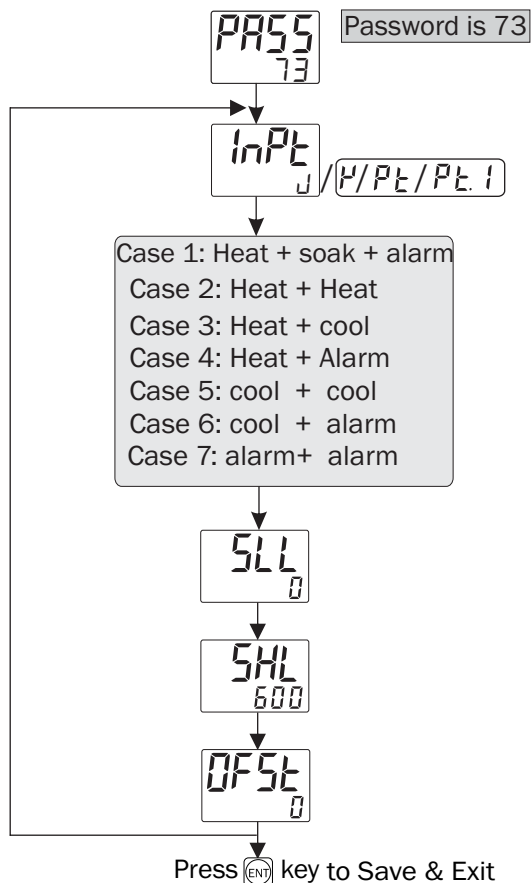 PASS
Password is 73
73
InPt
J / K / Pt / Pt. 1
Case 1: Heat + soak + alarm
Case 2: Heat + Heat
Case 3: Heat + cool
Case 4: Heat + Alarm
Case 5: cool + cool
Case 6: cool + alarm
Case 7: alarm+ alarm
SLL
0
SHL
600
OFSt
0
Press ENT key to Save & Exit